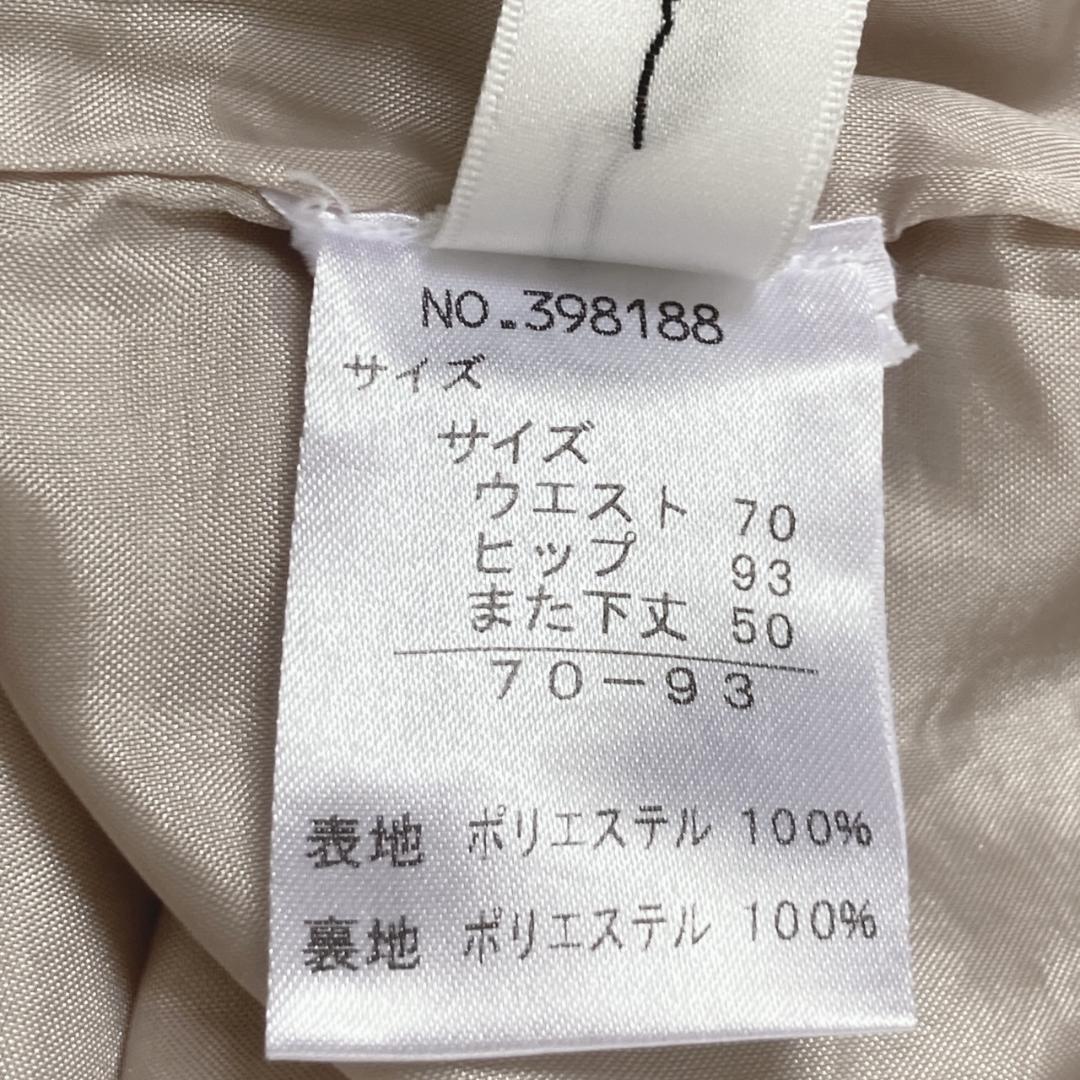 NO.398188
サイズ
サイズ
ウエスト 70
ヒップ 93
また下丈 50
70-93
表地 ポリエステル 100%
裏地 ポリエステル 100%